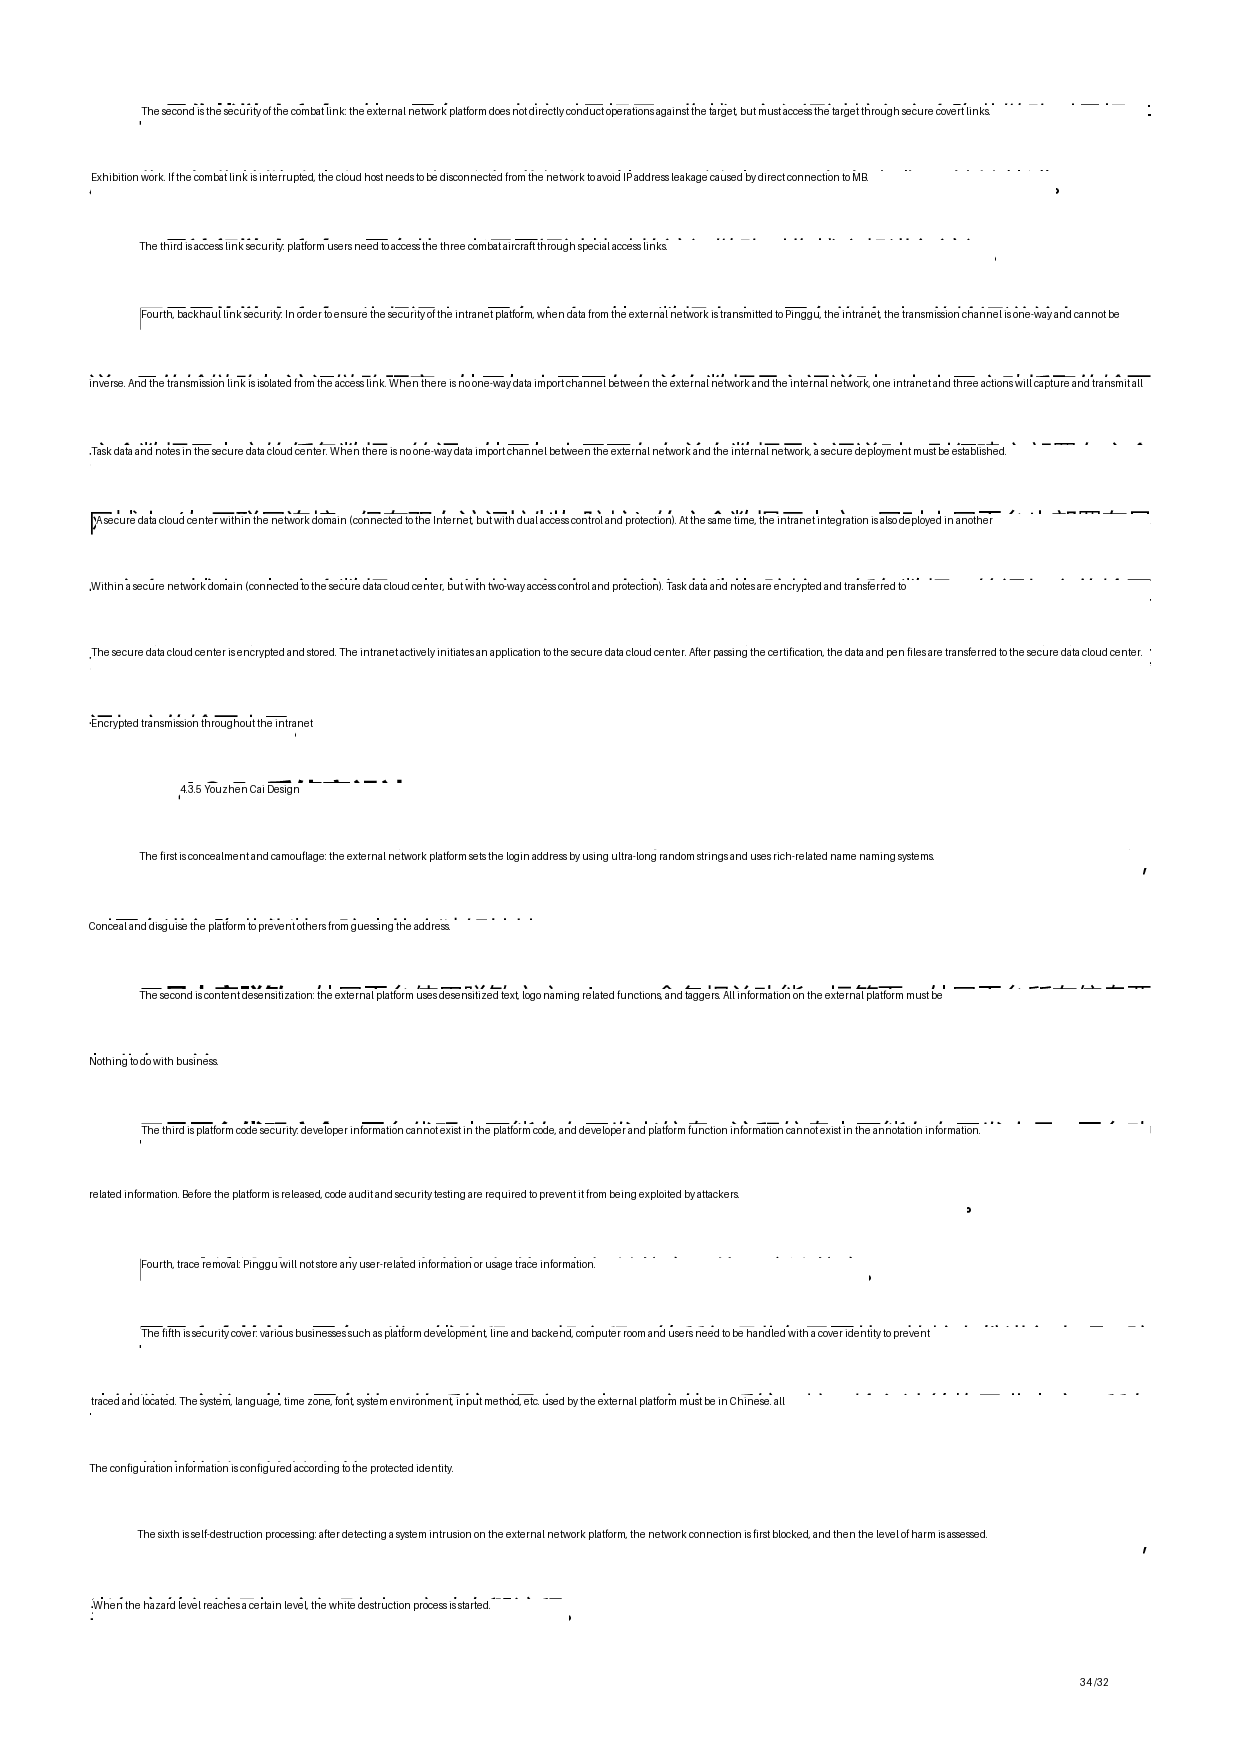 The second is the security of the combat link: the external network platform does not directly conduct operations against the target, but must access the target through secure covert links.
Exhibition work. If the combat link is interrupted, the cloud host needs to be disconnected from the network to avoid IP address leakage caused by direct connection to MB.
The third is access link security: platform users need to access the three combat aircraft through special access links.
Fourth, backhaul link security: In order to ensure the security of the intranet platform, when data from the external network is transmitted to Pinggu, the intranet, the transmission channel is one-way and cannot be
inverse. And the transmission link is isolated from the access link. When there is no one-way data import channel between the external network and the internal network, one intranet and three actions will capture and transmit all
Task data and notes in the secure data cloud center. When there is no one-way data import channel between the external network and the internal network, a secure deployment must be established.
A secure data cloud center within the network domain (connected to the Internet, but with dual access control and protection). At the same time, the intranet integration is also deployed in another
Within a secure network domain (connected to the secure data cloud center, but with two-way access control and protection). Task data and notes are encrypted and transferred to
The secure data cloud center is encrypted and stored. The intranet actively initiates an application to the secure data cloud center. After passing the certification, the data and pen files are transferred to the secure data cloud center.
Encrypted transmission throughout the intranet
4.3.5 Youzhen Cai Design
The first is concealment and camouflage: the external network platform sets the login address by using ultra-long random strings and uses rich-related name naming systems.
Conceal and disguise the platform to prevent others from guessing the address.
The second is content desensitization: the external platform uses desensitized text, logo naming related functions, and taggers. All information on the external platform must be
Nothing to do with business.
The third is platform code security: developer information cannot exist in the platform code, and developer and platform function information cannot exist in the annotation information.
related information. Before the platform is released, code audit and security testing are required to prevent it from being exploited by attackers.
Fourth, trace removal: Pinggu will not store any user-related information or usage trace information.
The fifth is security cover: various businesses such as platform development, line and backend, computer room and users need to be handled with a cover identity to prevent
traced and located. The system, language, time zone, font, system environment, input method, etc. used by the external platform must be in Chinese. all
The configuration information is configured according to the protected identity.
The sixth is self-destruction processing: after detecting a system intrusion on the external network platform, the network connection is first blocked, and then the level of harm is assessed.
When the hazard level reaches a certain level, the white destruction process is started.
34/32